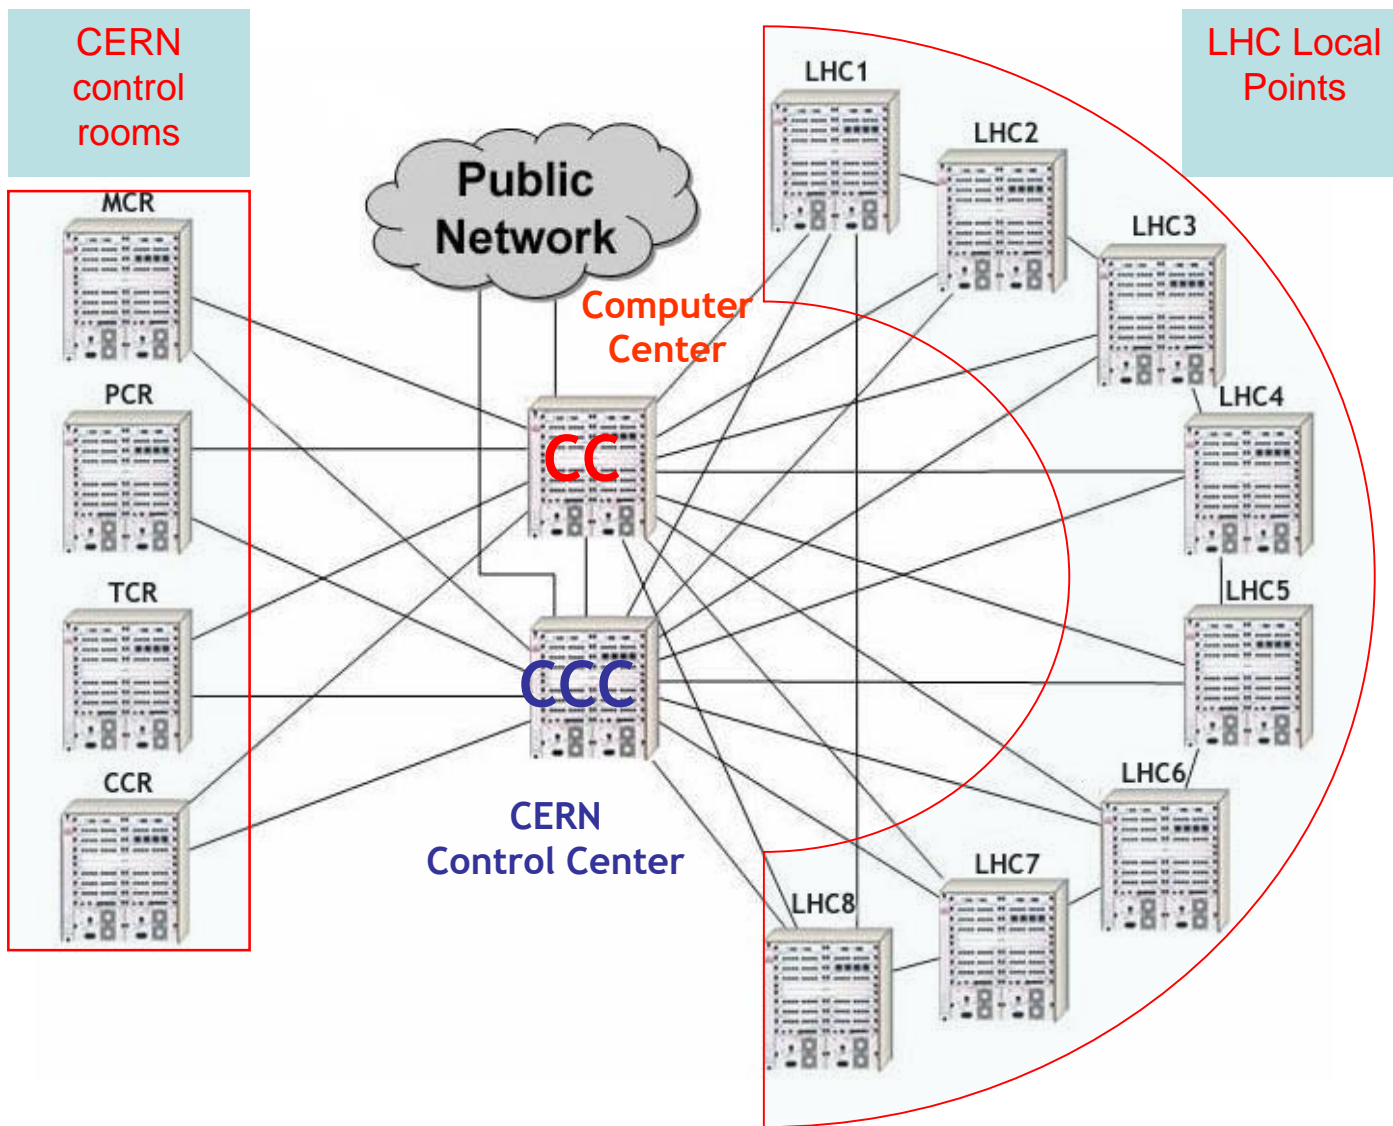 CERN
control
rooms
LHC Local
Points
MCR
PCR
TCR
CCR
Public
Network
Computer
Center
CC
CCC
CERN
Control Center
LHC1
LHC2
LHC3
LHC4
LHC5
LHC6
LHC7
LHC8